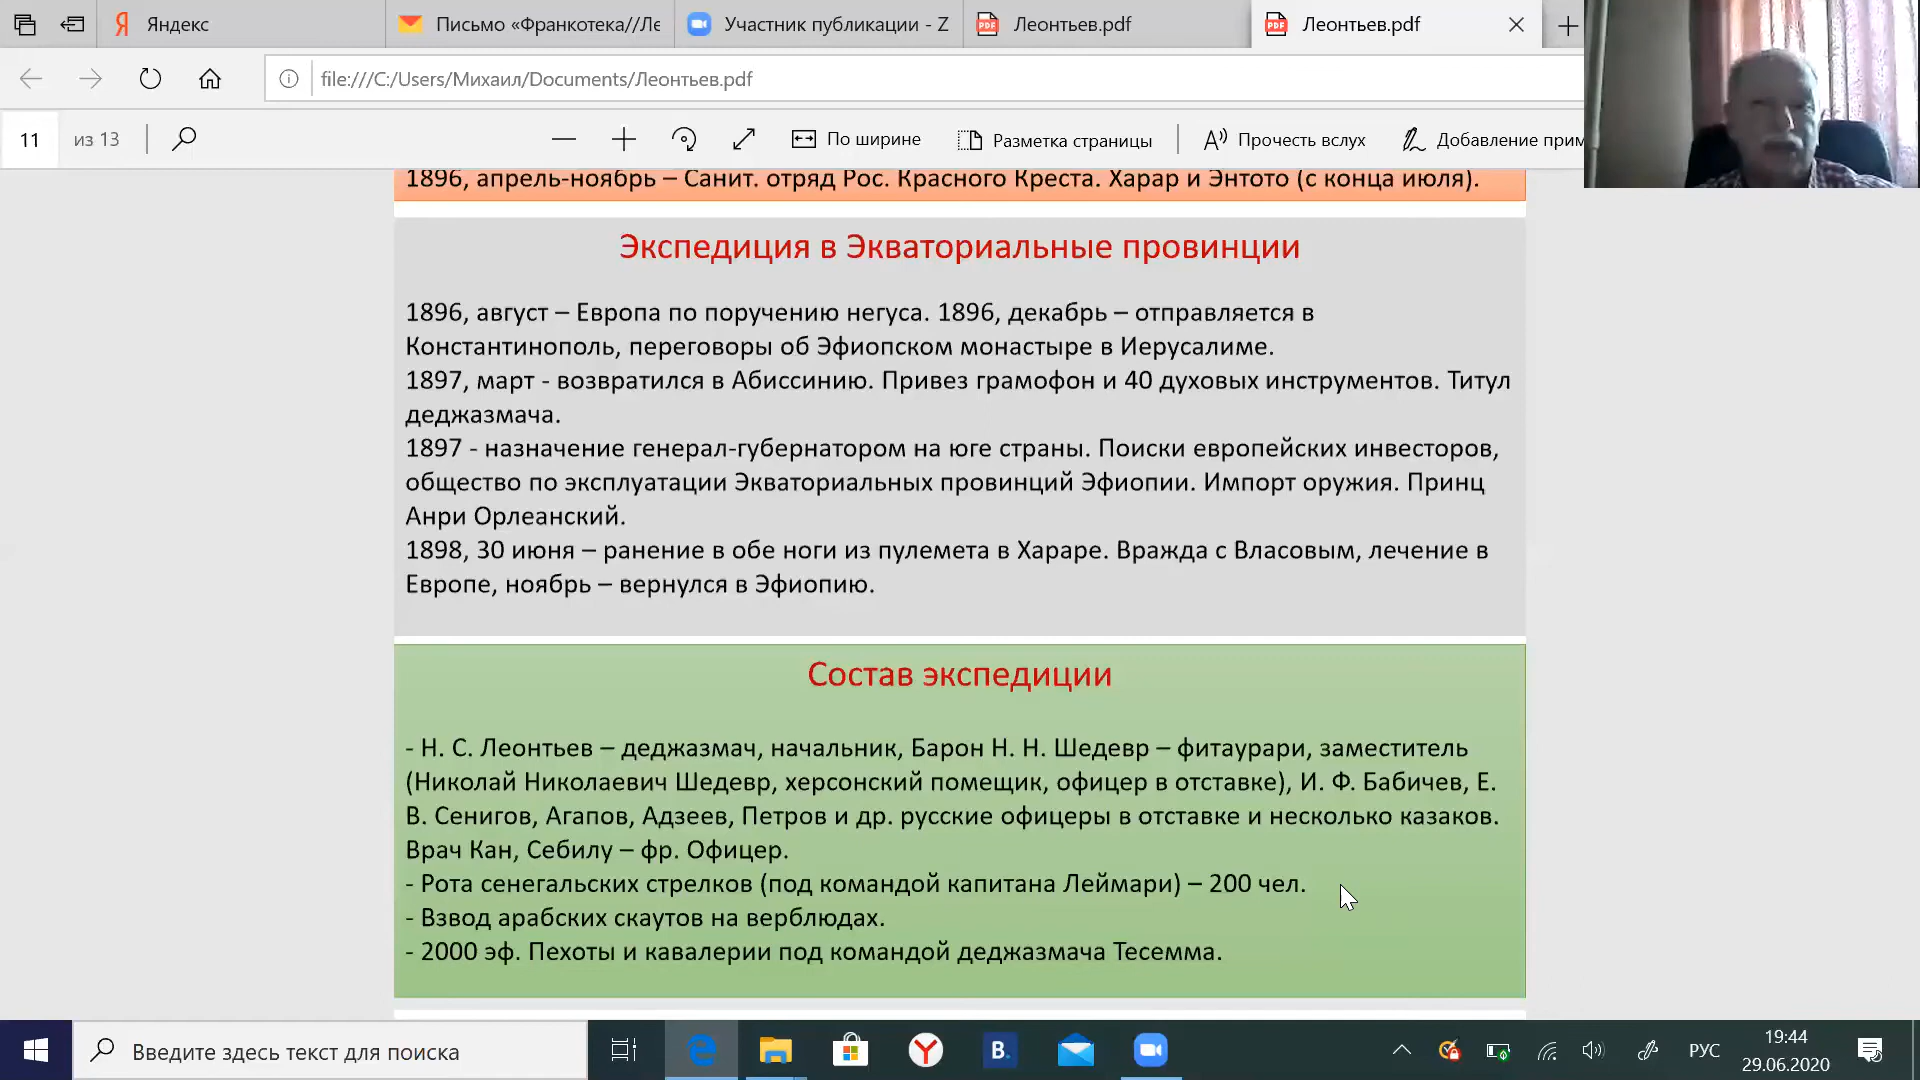 Яндекс
Письмо «Франкотека//Ле
Участник публикации - Z
Леонтьев.pdf
Леонтьев.pdf
file:///C:/Users/Михаил/Documents/Леонтьев.pdf
11 из 13
По ширине
Разметка страницы
Прочесть вслух
Добавление прим
1896, апрель-ноябрь – Санит. отряд Рос. Красного Креста. Харар и Энтото (с конца июля).
Экспедиция в Экваториальные провинции
1896, август – Европа по поручению негуса. 1896, декабрь – отправляется в
Константинополь, переговоры об Эфиопском монастыре в Иерусалиме.
1897, март - возвратился в Абиссинию. Привез грамофон и 40 духовых инструментов. Титул
деджазмача.
1897 - назначение генерал-губернатором на юге страны. Поиски европейских инвесторов,
общество по эксплуатации Экваториальных провинций Эфиопии. Импорт оружия. Принц
Анри Орлеанский.
1898, 30 июня – ранение в обе ноги из пулемета в Хараре. Вражда с Власовым, лечение в
Европе, ноябрь – вернулся в Эфиопию.
Состав экспедиции
- Н. С. Леонтьев – деджазмач, начальник, Барон Н. Н. Шедевр – фитаурари, заместитель
(Николай Николаевич Шедевр, херсонский помещик, офицер в отставке), И. Ф. Бабичев, Е.
В. Сенигов, Агапов, Адзеев, Петров и др. русские офицеры в отставке и несколько казаков.
Врач Кан, Себилу – фр. Офицер.
- Рота сенегальских стрелков (под командой капитана Леймари) – 200 чел.
- Взвод арабских скаутов на верблюдах.
- 2000 эф. Пехоты и кавалерии под командой деджазмача Тесемма.
Введите здесь текст для поиска
B.
РУС
19:44
29.06.2020